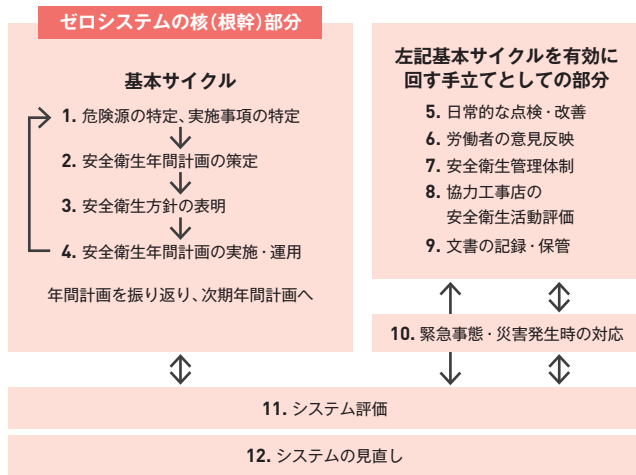 ゼロシステムの核(根幹)部分
基本サイクル
1. 危険源の特定、実施事項の特定
2. 安全衛生年間計画の策定
3. 安全衛生方針の表明
4. 安全衛生年間計画の実施・運用
年間計画を振り返り、次期年間計画へ
左記基本サイクルを有効に
回す手立てとしての部分
5. 日常的な点検・改善
6. 労働者の意見反映
7. 安全衛生管理体制
8. 協力工事店の
安全衛生活動評価
9. 文書の記録・保管
10. 緊急事態・災害発生時の対応
11. システム評価
12. システムの見直し